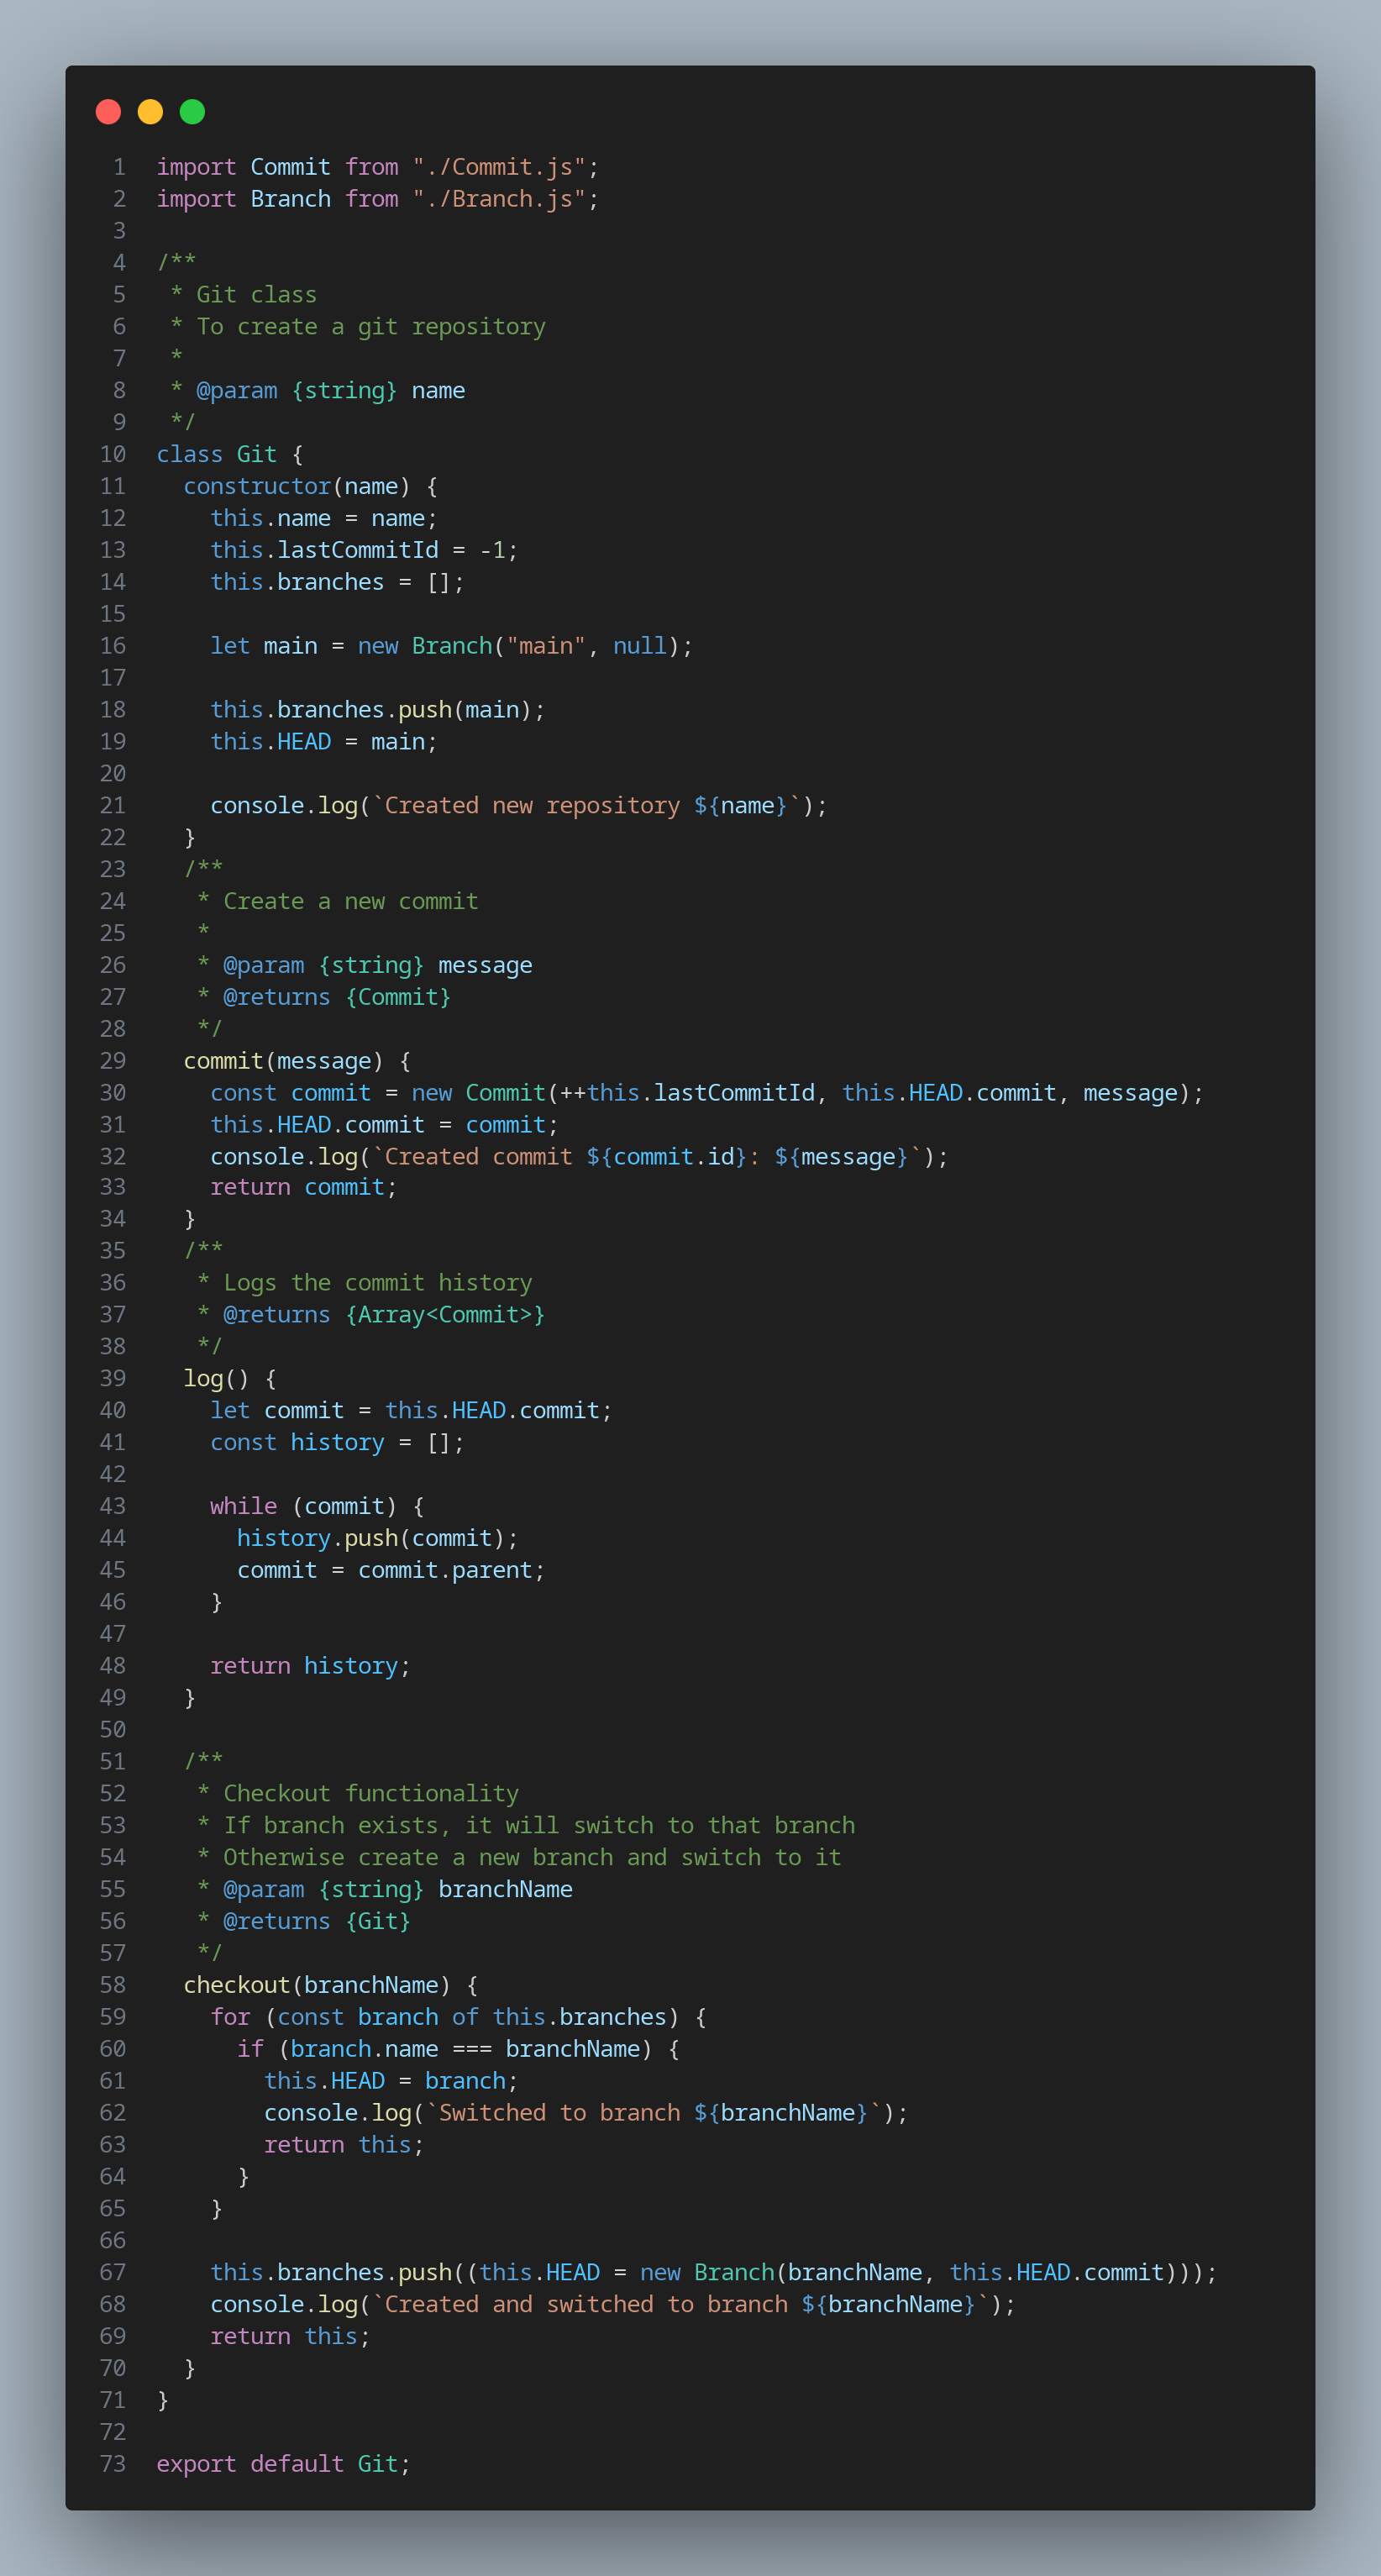 1 import Commit from "./Commit.js";
2 import Branch from "./Branch.js";
3
4 /**
5  * Git class
6  * To create a git repository
7  *
8  * @param {string} name
9  */
10 class Git {
11   constructor(name) {
12     this.name = name;
13     this.lastCommitId = -1;
14     this.branches = [];
15
16     let main = new Branch("main", null);
17
18     this.branches.push(main);
19     this.HEAD = main;
20
21     console.log(`Created new repository ${name}`);
22   }
23   /**
24    * Create a new commit
25    *
26    * @param {string} message
27    * @returns {Commit}
28    */
29   commit(message) {
30     const commit = new Commit(++this.lastCommitId, this.HEAD.commit, message);
31     this.HEAD.commit = commit;
32     console.log(`Created commit ${commit.id}: ${message}`);
33     return commit;
34   }
35   /**
36    * Logs the commit history
37    * @returns {Array<Commit>}
38    */
39   log() {
40     let commit = this.HEAD.commit;
41     const history = [];
42
43     while (commit) {
44       history.push(commit);
45       commit = commit.parent;
46     }
47
48     return history;
49   }
50
51   /**
52    * Checkout functionality
53    * If branch exists, it will switch to that branch
54    * Otherwise create a new branch and switch to it
55    * @param {string} branchName
56    * @returns {Git}
57    */
58   checkout(branchName) {
59     for (const branch of this.branches) {
60       if (branch.name === branchName) {
61         this.HEAD = branch;
62         console.log(`Switched to branch ${branchName}`);
63         return this;
64       }
65     }
66
67     this.branches.push((this.HEAD = new Branch(branchName, this.HEAD.commit)));
68     console.log(`Created and switched to branch ${branchName}`);
69     return this;
70   }
71 }
72
73 export default Git;